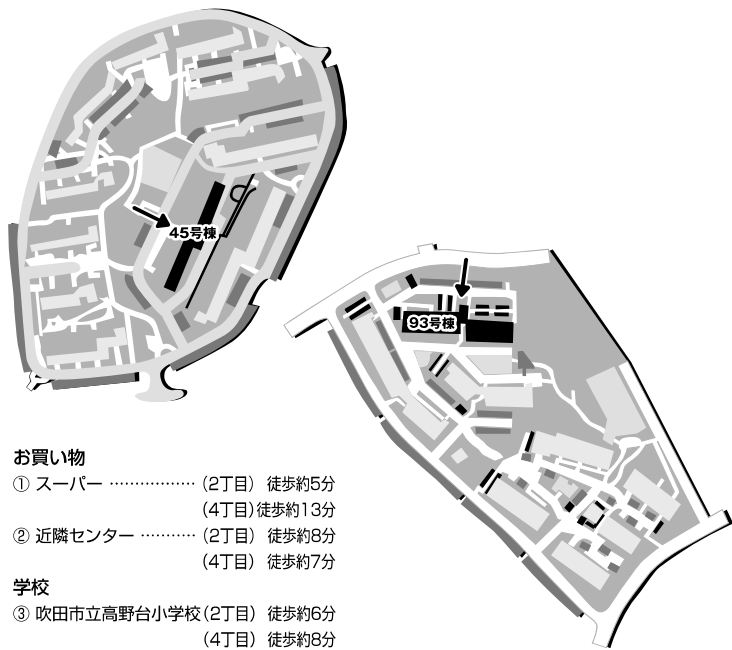 45号棟
93号棟
お買い物
① スーパー ……………… （2丁目） 徒歩約5分
（4丁目）徒歩約13分
② 近隣センター ………… （2丁目） 徒歩約8分
（4丁目） 徒歩約7分
学校
③ 吹田市立高野台小学校（2丁目） 徒歩約6分
（4丁目） 徒歩約8分